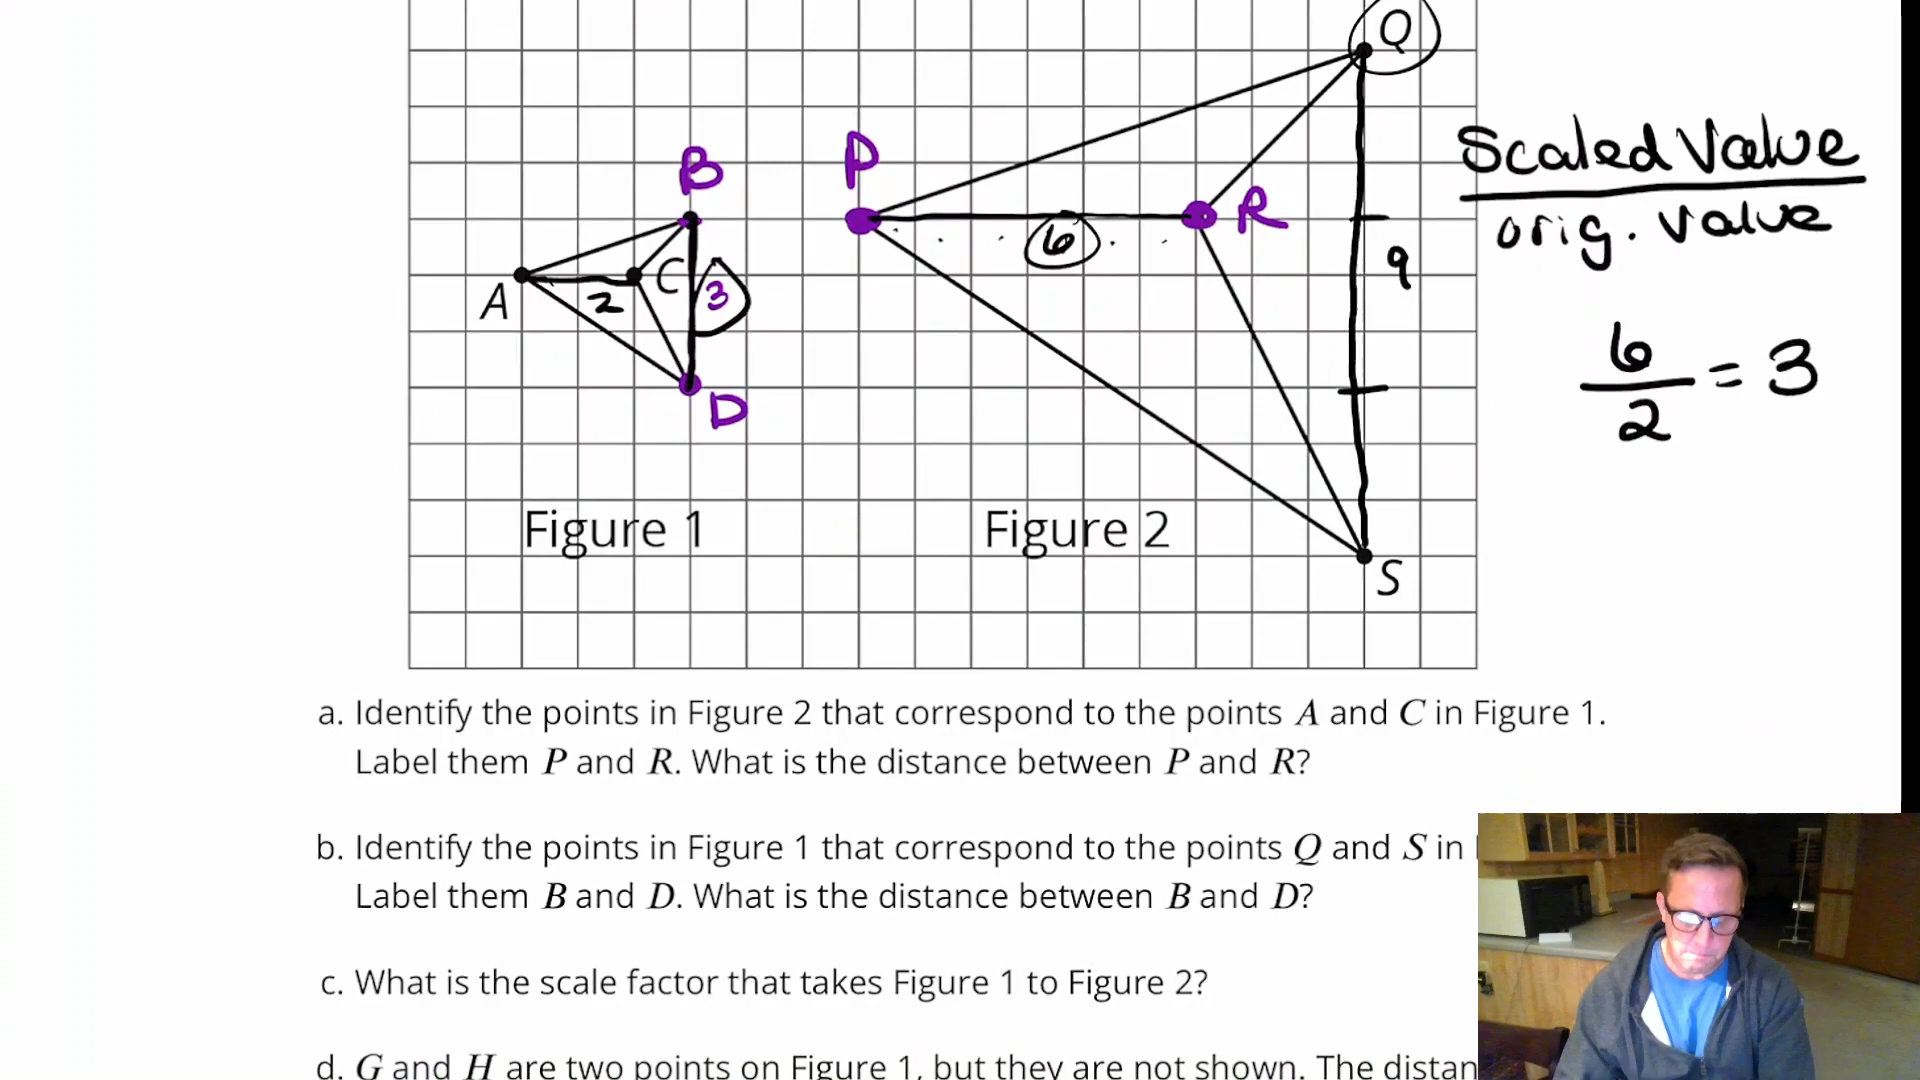 Q
Scaled Value
orig. value
B
P
R
6
9
A
2
C
3
D
6
2
= 3
Figure 1
Figure 2
S
a. Identify the points in Figure 2 that correspond to the points A and C in Figure 1.
Label them P and R. What is the distance between P and R?
b. Identify the points in Figure 1 that correspond to the points Q and S in
Label them B and D. What is the distance between B and D?
c. What is the scale factor that takes Figure 1 to Figure 2?
d. G and H are two points on Figure 1, but they are not shown. The distan